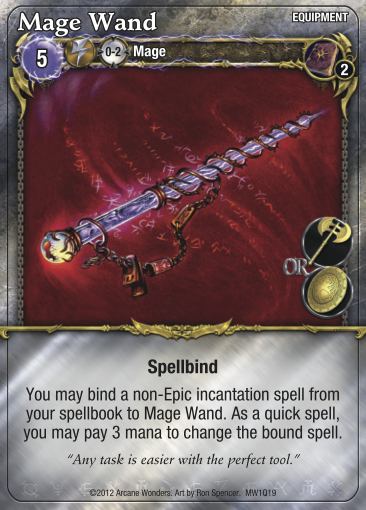 Mage Wand
EQUIPMENT
5
0-2
Mage
2
OR
Spellbind
You may bind a non-Epic incantation spell from
your spellbook to Mage Wand. As a quick spell,
you may pay 3 mana to change the bound spell.
“Any task is easier with the perfect tool.”
©2012 Arcane Wonders. Art by Ron Spencer. MW1Q19